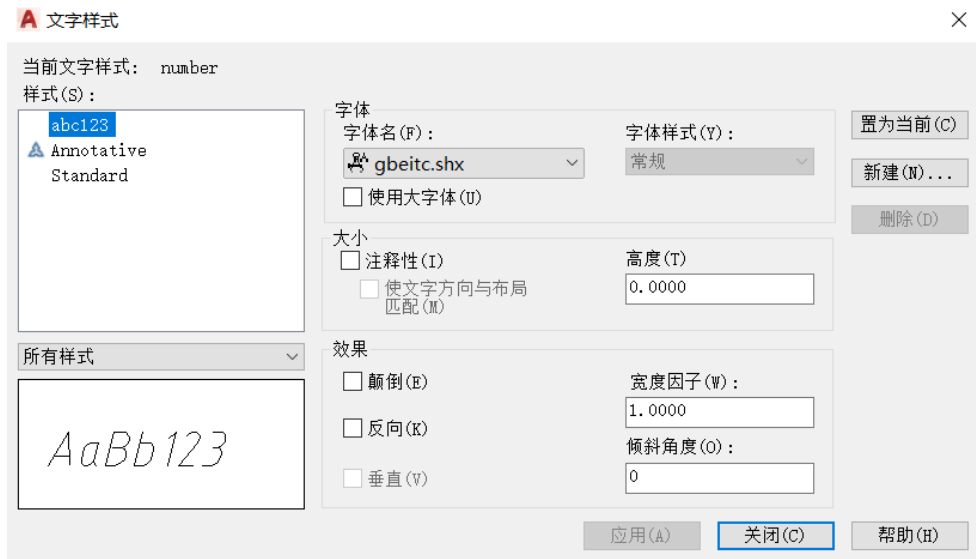 文字样式
当前文字样式: number
样式(S):
abc123
Annotative
Standard
所有样式
AaBb123
字体
字体名(F):
gbeitc.shx
使用大字体(U)
字体样式(Y):
常规
大小
注释性(I)
使文字方向与布局
匹配(M)
高度(T)
0.0000
效果
颠倒(E)
反向(K)
垂直(V)
宽度因子(W):
1.0000
倾斜角度(O):
0
置为当前(C)
新建(N)...
删除(D)
应用(A)
关闭(C)
帮助(H)